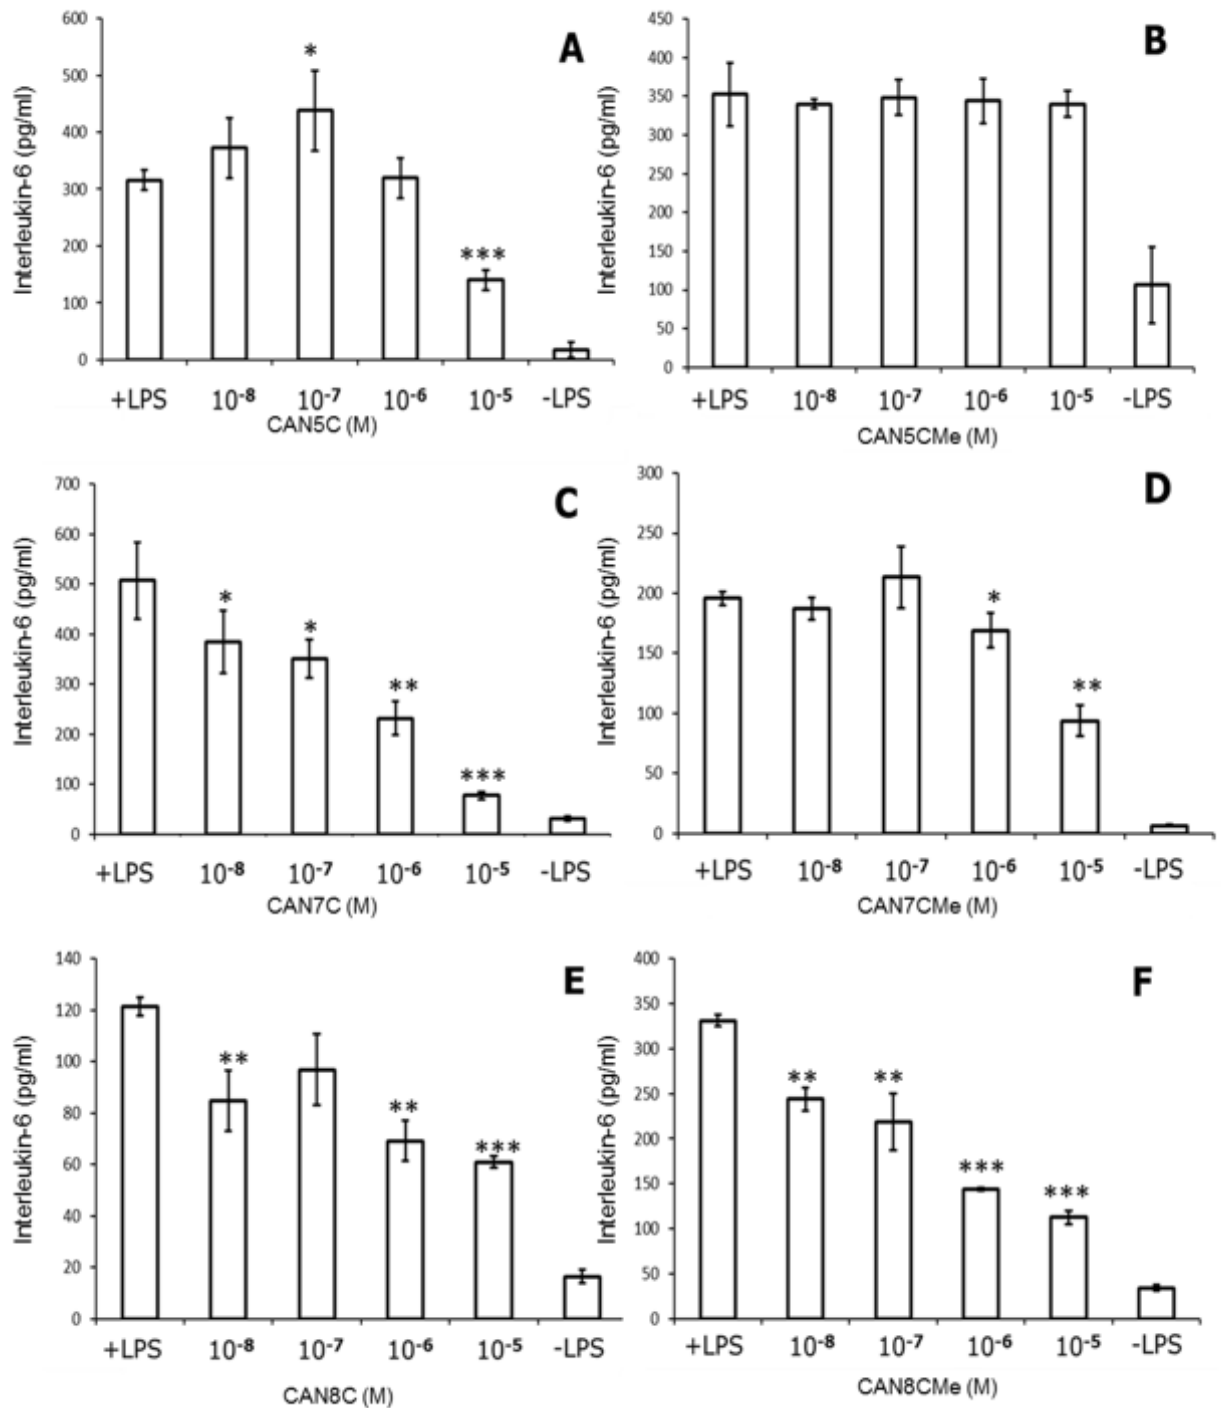 A
Interleukin-6 (pg/ml)
600
500
400
300
200
100
0
*
***
+LPS 10⁻⁸ 10⁻⁷ 10⁻⁶ 10⁻⁵ -LPS
CAN5C (M)
B
Interleukin-6 (pg/ml)
450
400
350
300
250
200
150
100
50
0
+LPS 10⁻⁸ 10⁻⁷ 10⁻⁶ 10⁻⁵ -LPS
CAN5CMe (M)
C
Interleukin-6 (pg/ml)
700
600
500
400
300
200
100
0
* * ** ***
+LPS 10⁻⁸ 10⁻⁷ 10⁻⁶ 10⁻⁵ -LPS
CAN7C (M)
D
Interleukin-6 (pg/ml)
300
250
200
150
100
50
0
* **
+LPS 10⁻⁸ 10⁻⁷ 10⁻⁶ 10⁻⁵ -LPS
CAN7CMe (M)
E
Interleukin-6 (pg/ml)
140
120
100
80
60
40
20
0
** ** ***
+LPS 10⁻⁸ 10⁻⁷ 10⁻⁶ 10⁻⁵ -LPS
CAN8C (M)
F
Interleukin-6 (pg/ml)
400
350
300
250
200
150
100
50
0
** ** *** ***
+LPS 10⁻⁸ 10⁻⁷ 10⁻⁶ 10⁻⁵ -LPS
CAN8CMe (M)